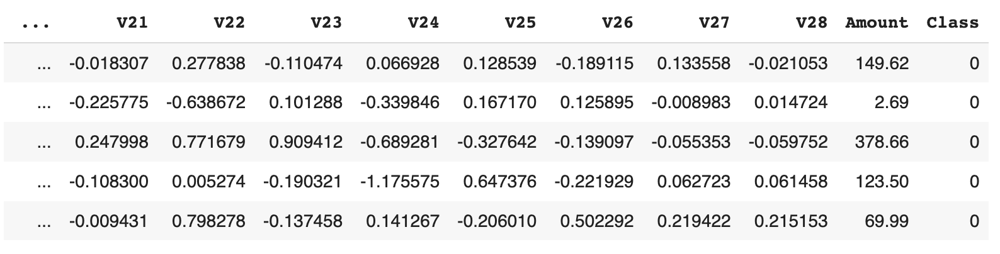 ... V21 V22 V23 V24 V25 V26 V27 V28 Amount Class
... -0.018307 0.277838 -0.110474 0.066928 0.128539 -0.189115 0.133558 -0.021053 149.62 0
... -0.225775 -0.638672 0.101288 -0.339846 0.167170 0.125895 -0.008983 0.014724 2.69 0
... 0.247998 0.771679 0.909412 -0.689281 -0.327642 -0.139097 -0.055353 -0.059752 378.66 0
... -0.108300 0.005274 -0.190321 -1.175575 0.647376 -0.221929 0.062723 0.061458 123.50 0
... -0.009431 0.798278 -0.137458 0.141267 -0.206010 0.502292 0.219422 0.215153 69.99 0